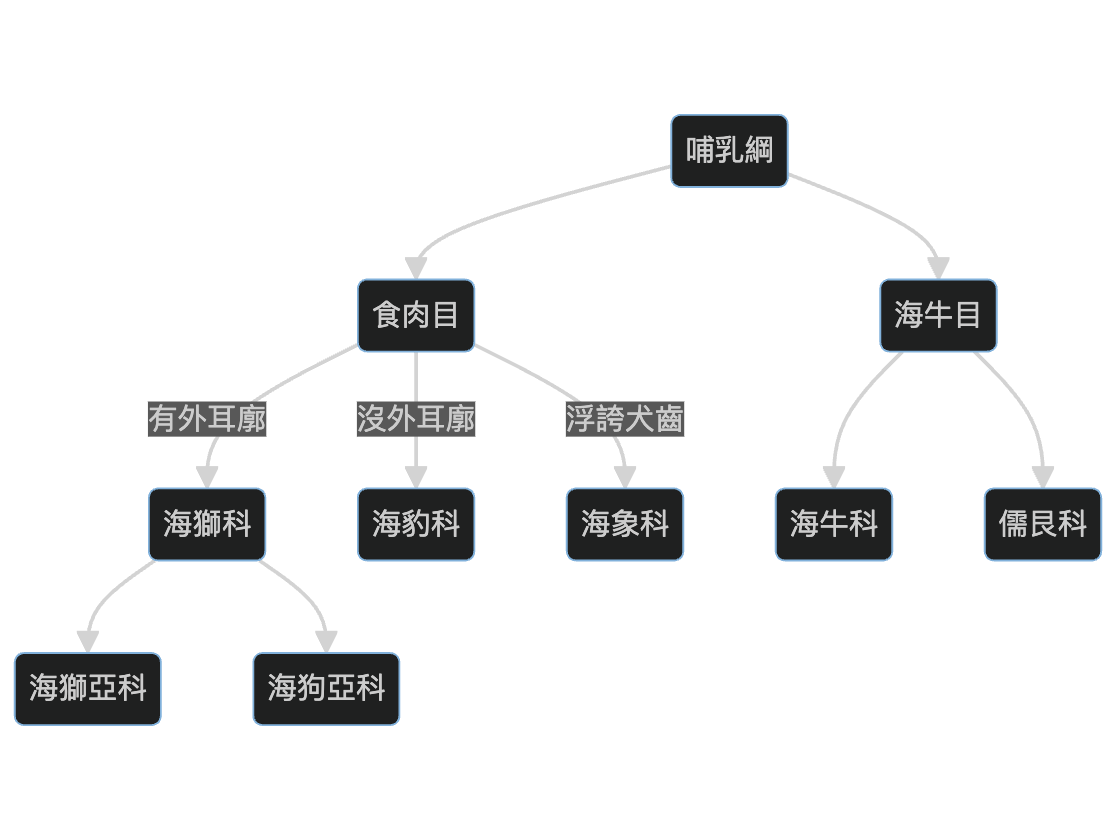 哺乳綱
食肉目
海牛目
有外耳廓
沒外耳廓
浮誇犬齒
海獅科
海豹科
海象科
海牛科
儒艮科
海獅亞科
海狗亞科